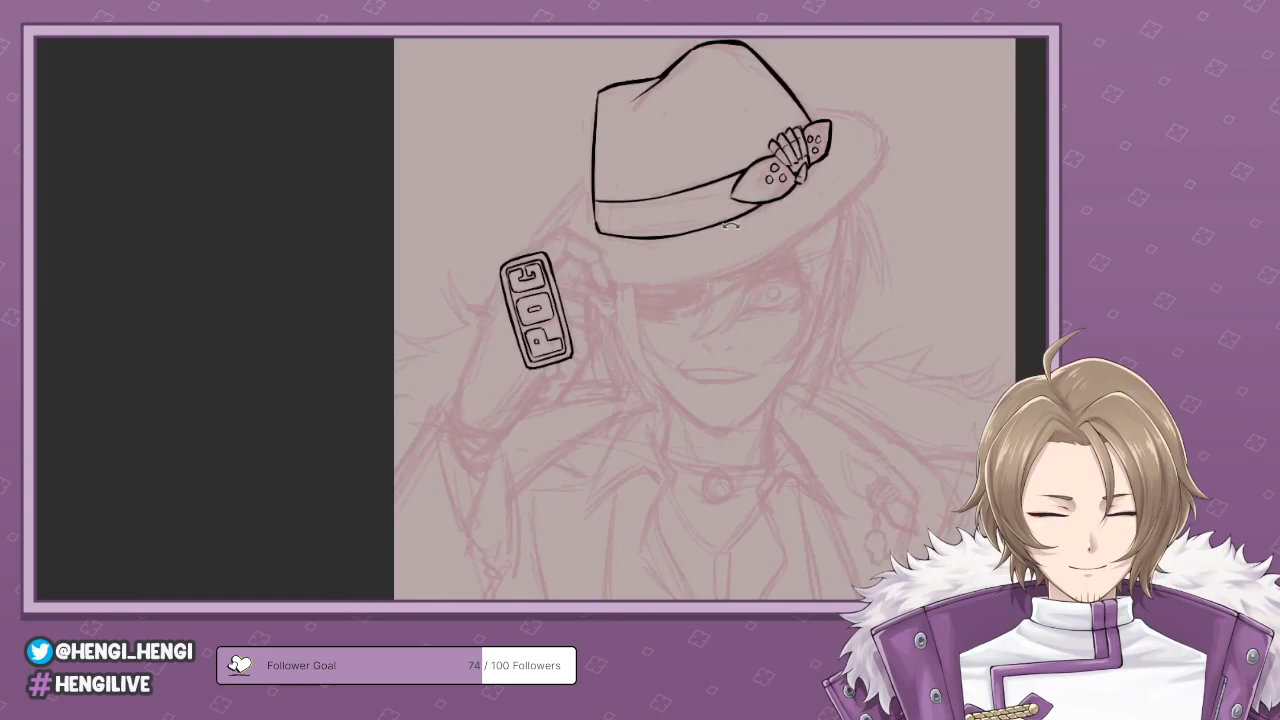 POG
@HENGI_HENGI
Follower Goal
74 / 100 Followers
# HENGILIVE